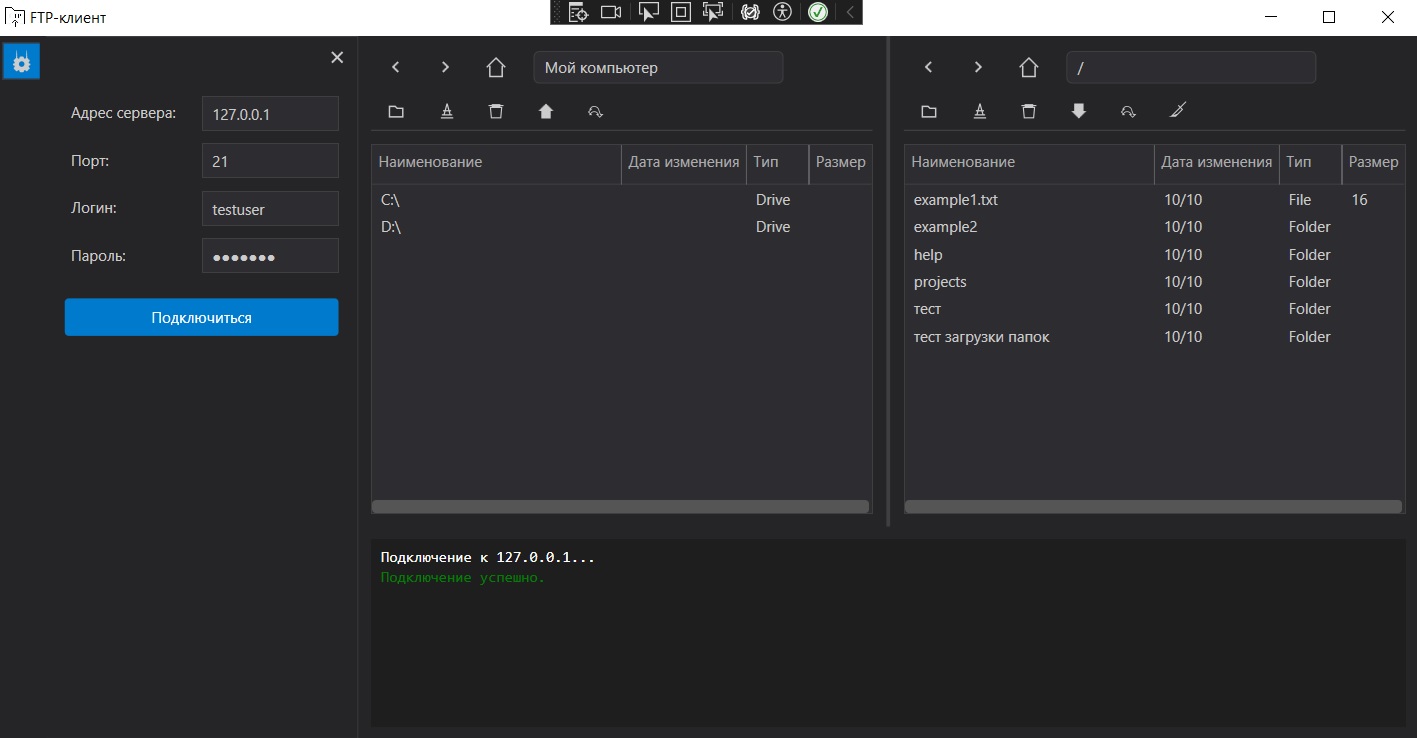 FTP-клиент
Адрес сервера: 127.0.0.1
Порт: 21
Логин: testuser
Пароль: ●●●●●●●
Подключиться
Мой компьютер
Наименование Дата изменения Тип Размер
C:\ Drive
D:\ Drive
/
Наименование Дата изменения Тип Размер
example1.txt 10/10 File 16
example2 10/10 Folder
help 10/10 Folder
projects 10/10 Folder
тест 10/10 Folder
тест загрузки папок 10/10 Folder
Подключение к 127.0.0.1...
Подключение успешно.